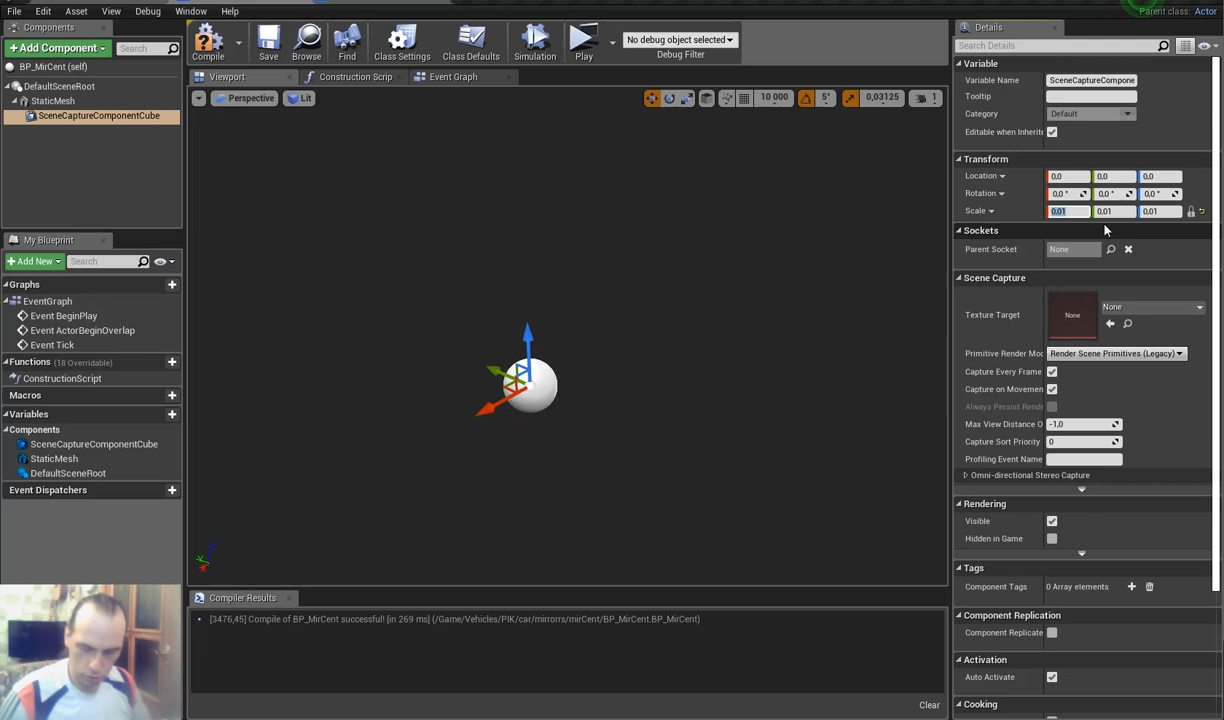 File Edit Asset View Debug Window Help
Parent class: Actor
Components
Details
Add Component
Search
Compile Save Browse Find Class Settings Class Defaults Simulation Play
No debug object selected
Debug Filter
Search Details
BP_MirCent (self)
DefaultSceneRoot
StaticMesh
SceneCaptureComponentCube
Viewport Construction Scrip Event Graph
Perspective Lit
10 000 5° 0,03125 1
Variable
Variable Name SceneCaptureCompone
Tooltip
Category Default
Editable when Inherit
Transform
Location 0,0 0,0 0,0
Rotation 0,0 ° 0,0 ° 0,0 °
Scale 0,01 0,01 0,01
Sockets
Parent Socket None
Scene Capture
Texture Target None None
Primitive Render Mod Render Scene Primitives (Legacy)
Capture Every Frame
Capture on Movemen
Always Persist Rende
Max View Distance O -1,0
Capture Sort Priority 0
Profiling Event Name
Omni-directional Stereo Capture
Rendering
Visible
Hidden in Game
Tags
Component Tags 0 Array elements
Component Replication
Component Replicate
Activation
Auto Activate
Cooking
My Blueprint
Add New Search
Graphs
EventGraph
Event BeginPlay
Event ActorBeginOverlap
Event Tick
Functions (18 Overridable)
ConstructionScript
Macros
Variables
Components
SceneCaptureComponentCube
StaticMesh
DefaultSceneRoot
Event Dispatchers
Compiler Results
[3476,45] Compile of BP_MirCent successful! [in 269 ms] (/Game/Vehicles/PIK/car/mirrorrs/mirCent/BP_MirCent.BP_MirCent)
Clear